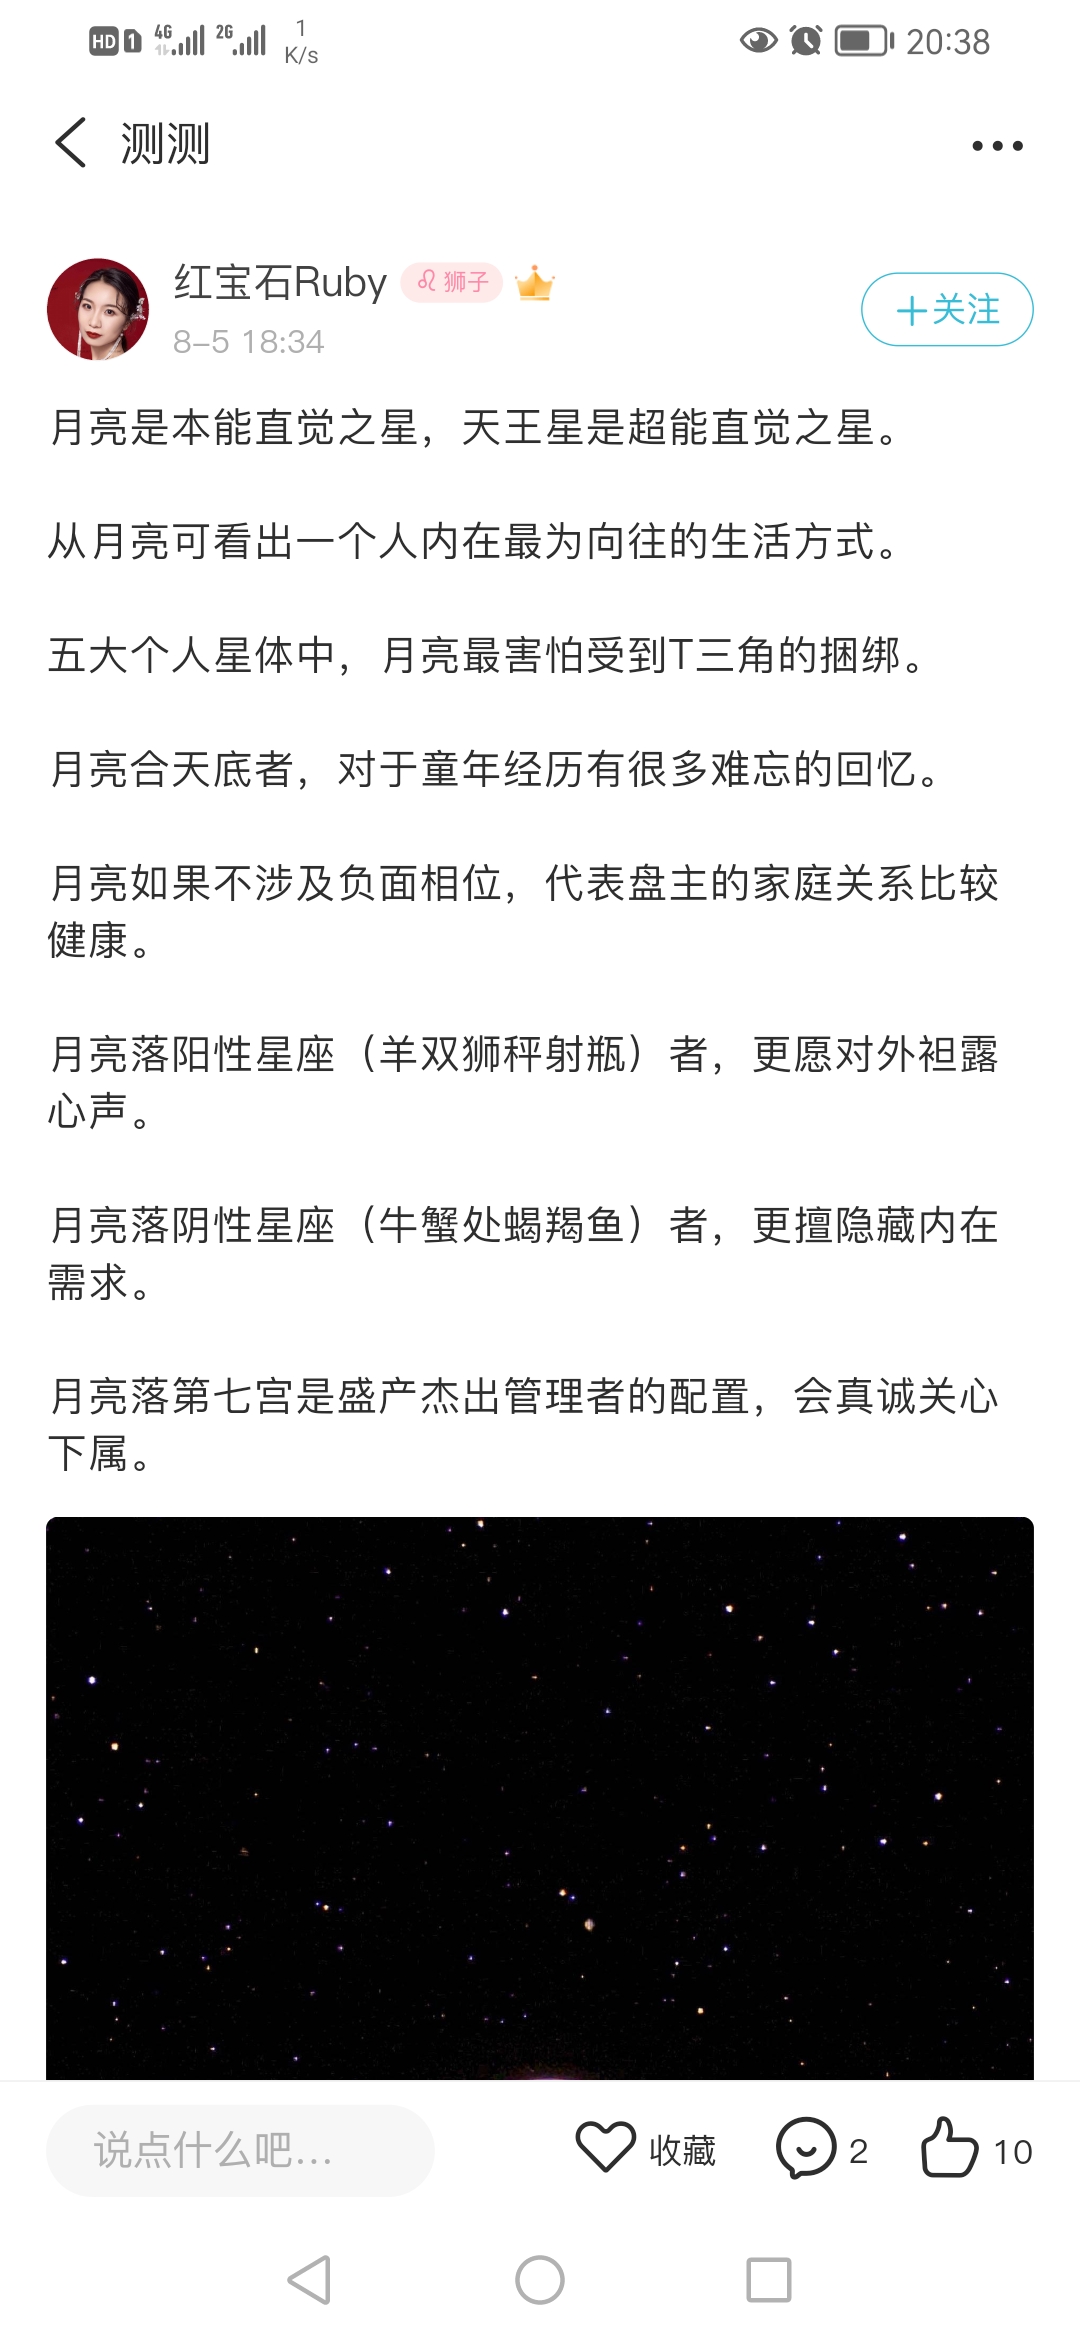 HD 1 4G 2G 1 K/s 20:38
测测
红宝石Ruby 狮子
8-5 18:34
+关注
月亮是本能直觉之星，天王星是超能直觉之星。
从月亮可看出一个人内在最为向往的生活方式。
五大个人星体中，月亮最害怕受到T三角的捆绑。
月亮合天底者，对于童年经历有很多难忘的回忆。
月亮如果不涉及负面相位，代表盘主的家庭关系比较
健康。
月亮落阳性星座（羊双狮秤射瓶）者，更愿对外袒露
心声。
月亮落阴性星座（牛蟹处蝎羯鱼）者，更擅隐藏内在
需求。
月亮落第七宫是盛产杰出管理者的配置，会真诚关心
下属。
说点什么吧... 收藏 2 10